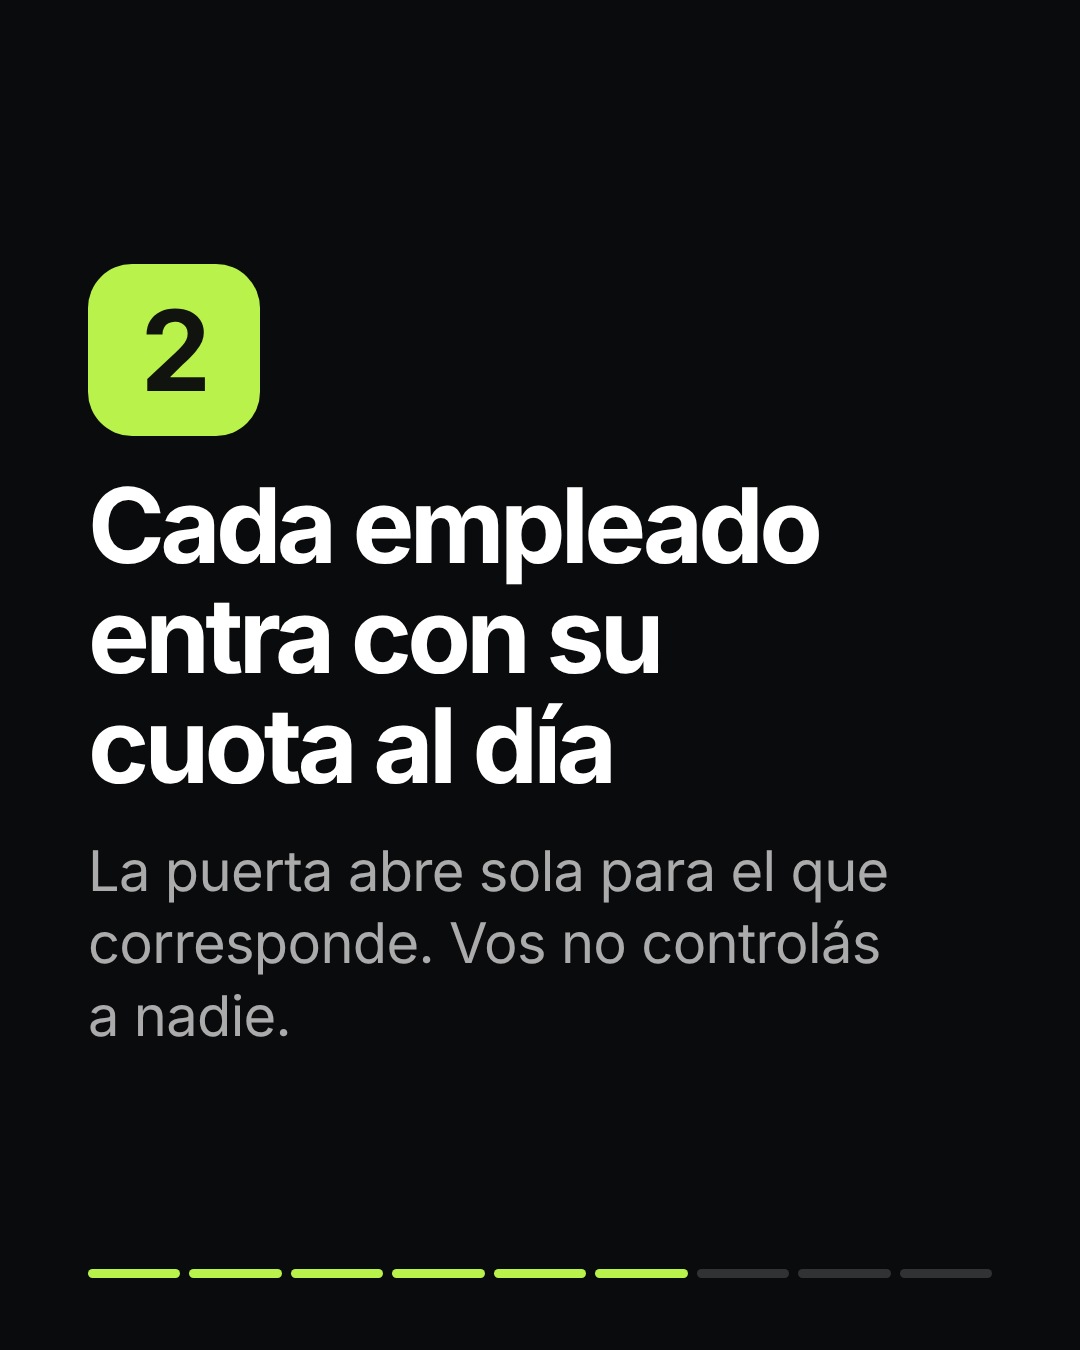 2
Cada empleado
entra con su
cuota al día
La puerta abre sola para el que
corresponde. Vos no controlás
a nadie.